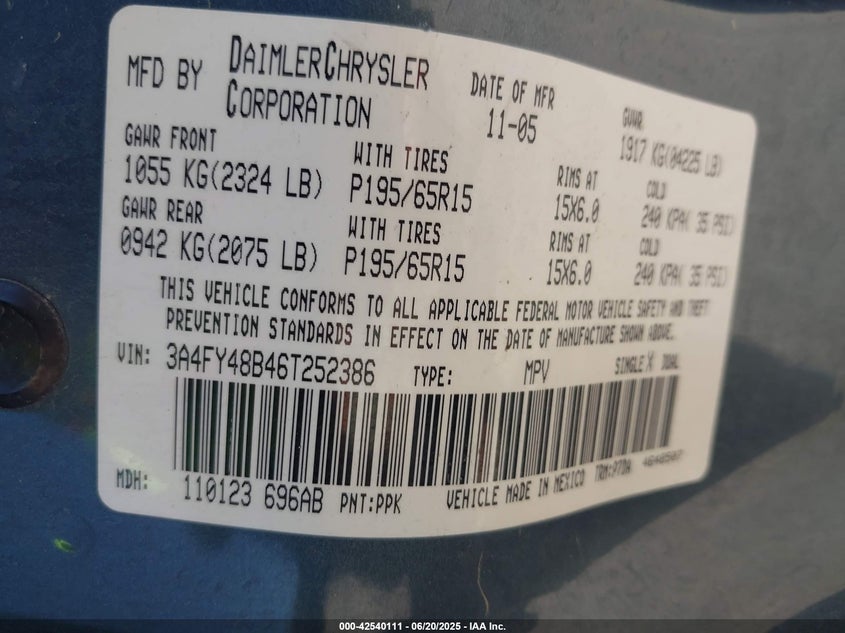 MFD BY DAIMLERCHRYSLER CORPORATION
DATE OF MFR 11-05
GVWR 1917 KG(04225 LB)
GAWR FRONT WITH TIRES RIMS AT COLD
1055 KG(2324 LB) P195/65R15 15X6.0 240 KPA( 35 PSI)
GAWR REAR WITH TIRES RIMS AT COLD
0942 KG(2075 LB) P195/65R15 15X6.0 240 KPA( 35 PSI)
THIS VEHICLE CONFORMS TO ALL APPLICABLE FEDERAL MOTOR VEHICLE SAFETY AND THEFT
PREVENTION STANDARDS IN EFFECT ON THE DATE OF MANUFACTURE SHOWN ABOVE.
VIN: 3A4FY48B46T252386 TYPE: MPV SINGLE X DUAL
MDH: 110123 696AB PNT:PPK VEHICLE MADE IN MEXICO TRM:P7DA
000-42540111 - 06/20/2025 - IAA Inc.